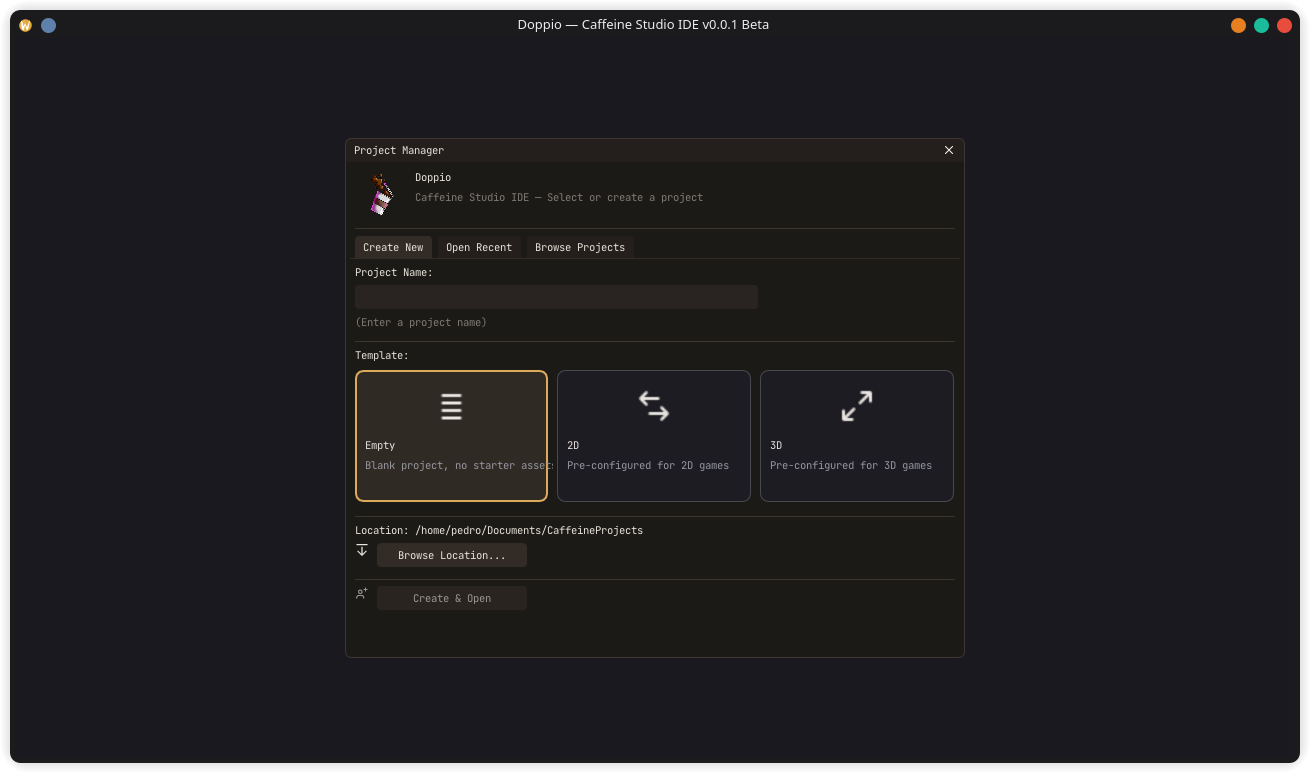 Doppio — Caffeine Studio IDE v0.0.1 Beta
Project Manager
Doppio
Caffeine Studio IDE — Select or create a project
Create New Open Recent Browse Projects
Project Name:
(Enter a project name)
Template:
Empty 2D 3D
Blank project, no starter assets Pre-configured for 2D games Pre-configured for 3D games
Location: /home/pedro/Documents/CaffeineProjects
Browse Location...
Create & Open